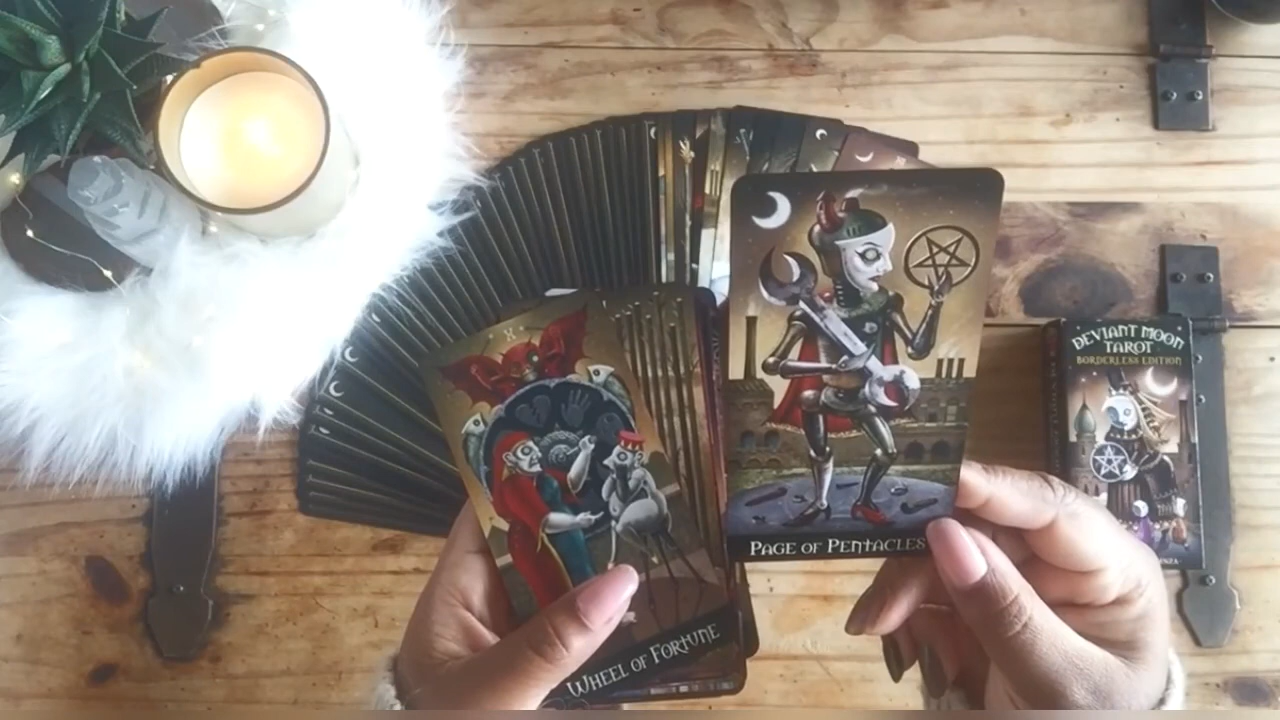 DEVIANT MOON
TAROT
BORDERLESS EDITION
X
PAGE OF PENTACLES
WHEEL OF FORTUNE